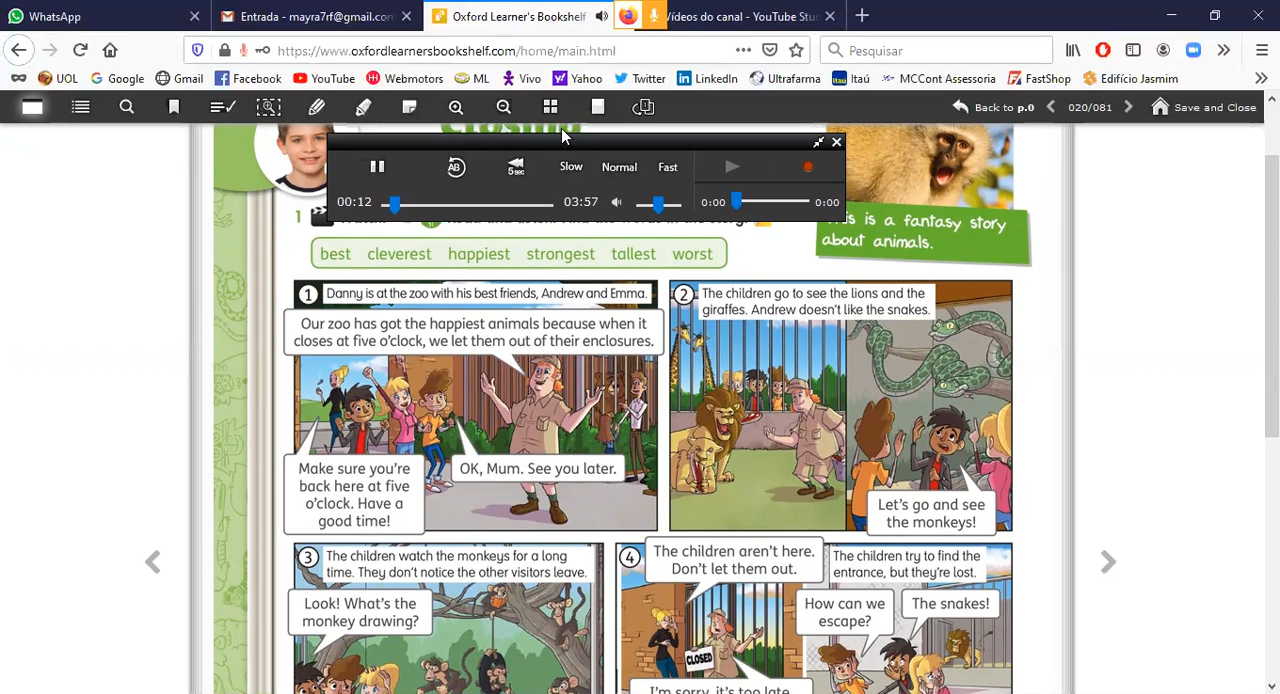 WhatsApp
Entrada - mayra7rf@gmail.com
Oxford Learner's Bookshelf
Vídeos do canal - YouTube Stu
https://www.oxfordlearnersbookshelf.com/home/main.html
Pesquisar
UOL Google Gmail Facebook YouTube Webmotors ML Vivo Yahoo Twitter LinkedIn Ultrafarma Itaú MCCont Assessoria FastShop Edifício Jasmim
Back to p.0 020/081 Save and Close
AB 5 sec Slow Normal Fast
00:12 03:57 0:00 0:00
1
This is a fantasy story
about animals.
best cleverest happiest strongest tallest worst
1 Danny is at the zoo with his best friends, Andrew and Emma.
Our zoo has got the happiest animals because when it
closes at five o'clock, we let them out of their enclosures.
Make sure you're
back here at five
o'clock. Have a
good time!
OK, Mum. See you later.
2 The children go to see the lions and the
giraffes. Andrew doesn't like the snakes.
Let's go and see
the monkeys!
3 The children watch the monkeys for a long
time. They don't notice the other visitors leave.
Look! What's the
monkey drawing?
4 The children aren't here.
Don't let them out.
The children try to find the
entrance, but they're lost.
How can we
escape?
The snakes!
CLOSED
I'm sorry, it's too late.